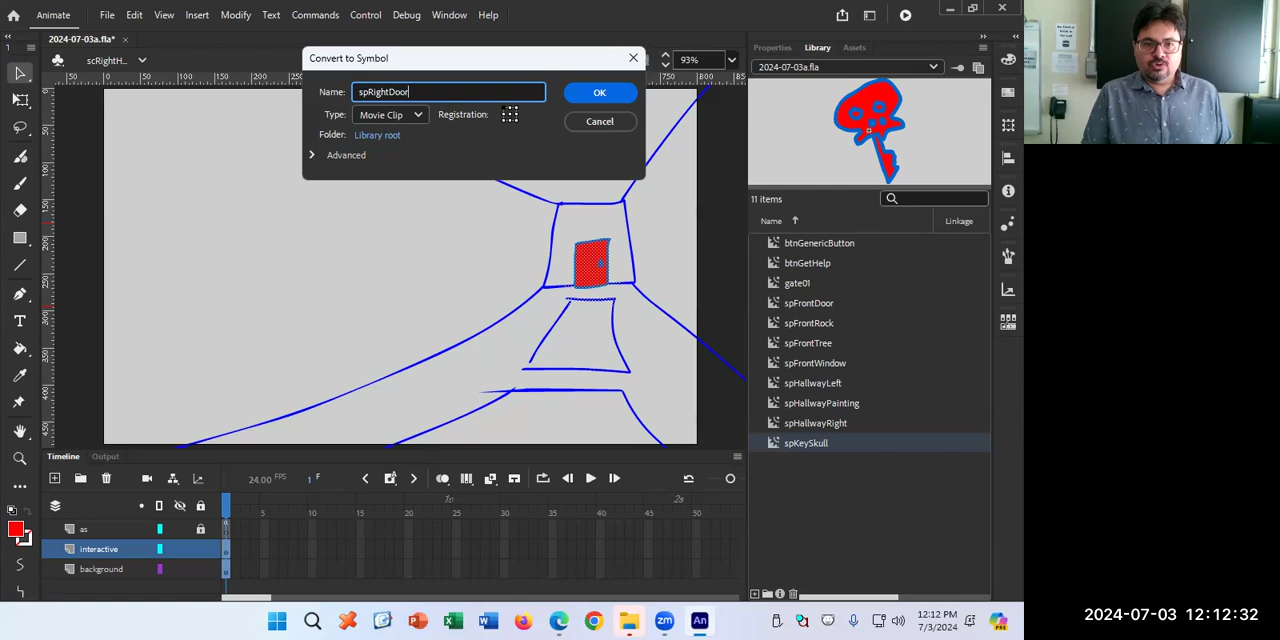 Animate File Edit View Insert Modify Text Commands Control Debug Window Help
2024-07-03a.fla* ×
scRightH...
93%
Convert to Symbol
Name: spRightDoor
OK
Type: Movie Clip
Registration:
Cancel
Folder: Library root
Advanced
Properties Library Assets
2024-07-03a.fla
11 items
Name
Linkage
btnGenericButton
btnGetHelp
gate01
spFrontDoor
spFrontRock
spFrontTree
spFrontWindow
spHallwayLeft
spHallwayPainting
spHallwayRight
spKeySkull
Timeline Output
24.00 FPS 1 F
1s 2s
5 10 15 20 25 30 35 40 45 50
as
interactive
background
12:12 PM
7/3/2024
2024-07-03 12:12:32